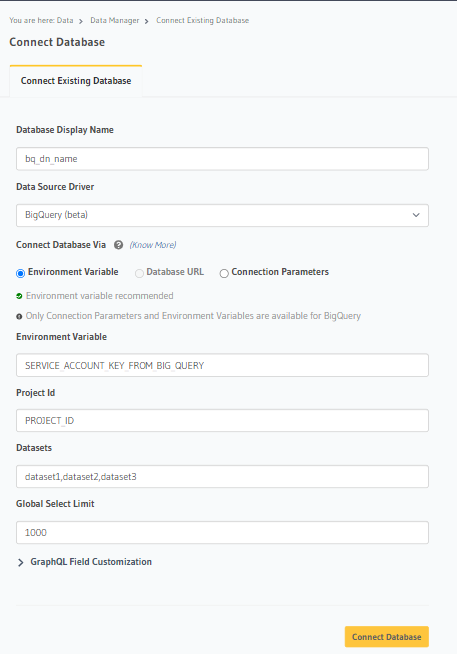 You are here: Data > Data Manager > Connect Existing Database
Connect Database
Connect Existing Database
Database Display Name
bq_dn_name
Data Source Driver
BigQuery (beta)
Connect Database Via ? (Know More)
Environment Variable Database URL Connection Parameters
Environment variable recommended
Only Connection Parameters and Environment Variables are available for BigQuery
Environment Variable
SERVICE_ACCOUNT_KEY_FROM_BIG_QUERY
Project Id
PROJECT_ID
Datasets
dataset1,dataset2,dataset3
Global Select Limit
1000
GraphQL Field Customization
Connect Database